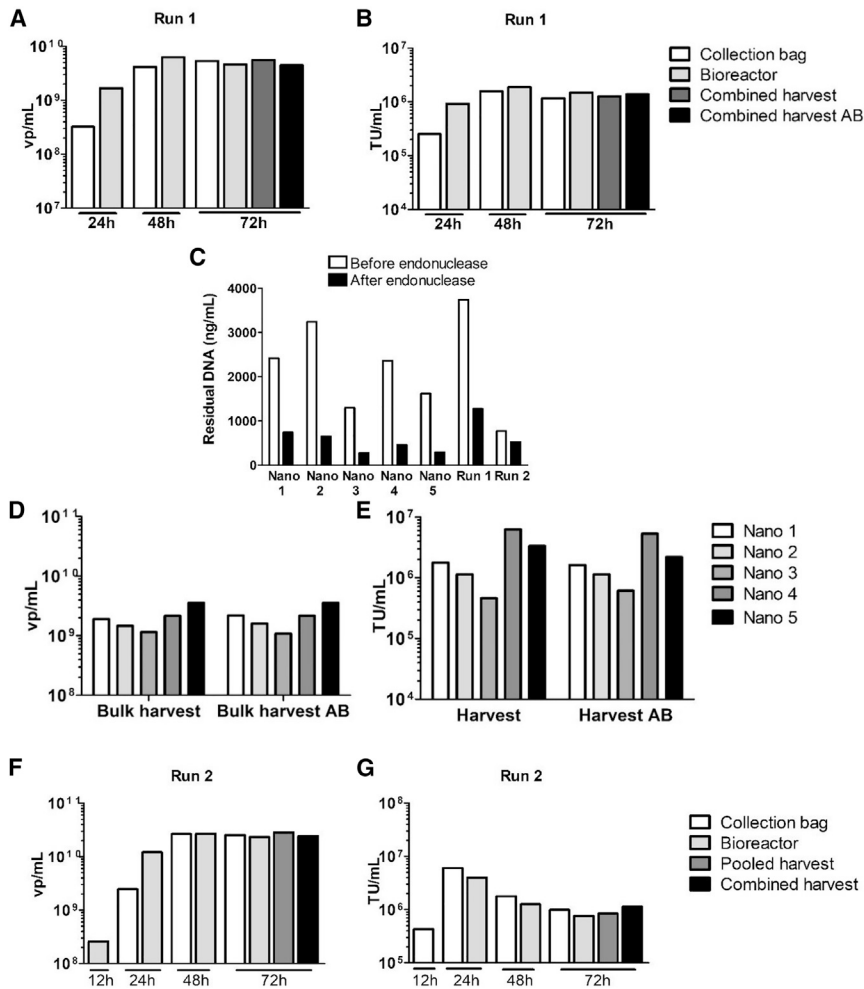 A
Run 1
10^10
10^9
10^8
10^7
vp/mL
24h
48h
72h
B
Run 1
10^7
10^6
10^5
10^4
TU/mL
24h
48h
72h
Collection bag
Bioreactor
Combined harvest
Combined harvest AB
C
Before endonuclease
After endonuclease
4000
3000
2000
1000
0
Residual DNA (ng/mL)
Nano Nano Nano Nano Nano Run 1 Run 2
1 2 3 4 5
D
10^11
10^10
10^9
10^8
vp/mL
Bulk harvest
Bulk harvest AB
E
10^7
10^6
10^5
10^4
TU/mL
Harvest
Harvest AB
Nano 1
Nano 2
Nano 3
Nano 4
Nano 5
F
Run 2
10^11
10^10
10^9
10^8
vp/mL
12h
24h
48h
72h
G
Run 2
10^8
10^7
10^6
10^5
TU/mL
12h
24h
48h
72h
Collection bag
Bioreactor
Pooled harvest
Combined harvest